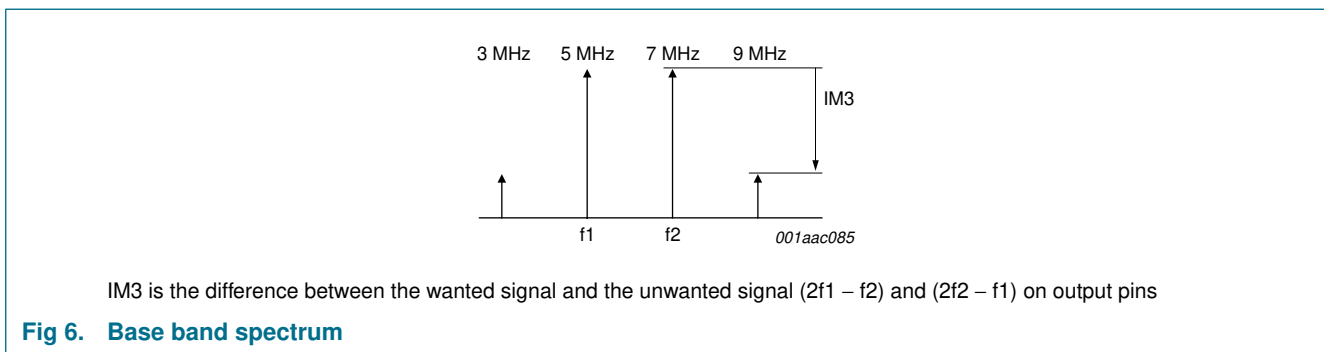 3 MHz 5 MHz 7 MHz 9 MHz
IM3
f1 f2
001aac085
IM3 is the difference between the wanted signal and the unwanted signal (2f1 − f2) and (2f2 − f1) on output pins
Fig 6. Base band spectrum